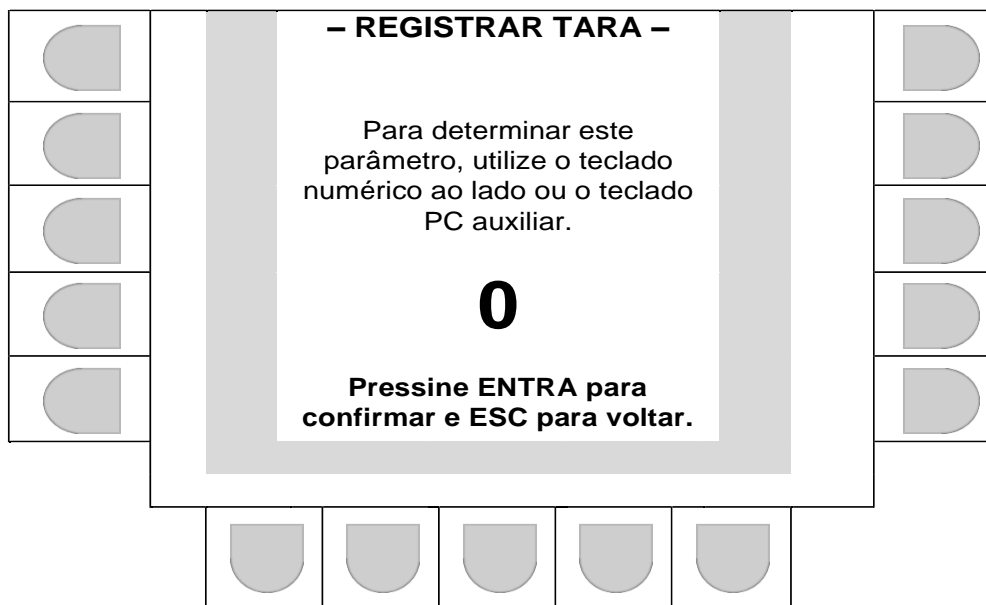 – REGISTRAR TARA –
Para determinar este
parâmetro, utilize o teclado
numérico ao lado ou o teclado
PC auxiliar.
0
Pressine ENTRA para
confirmar e ESC para voltar.